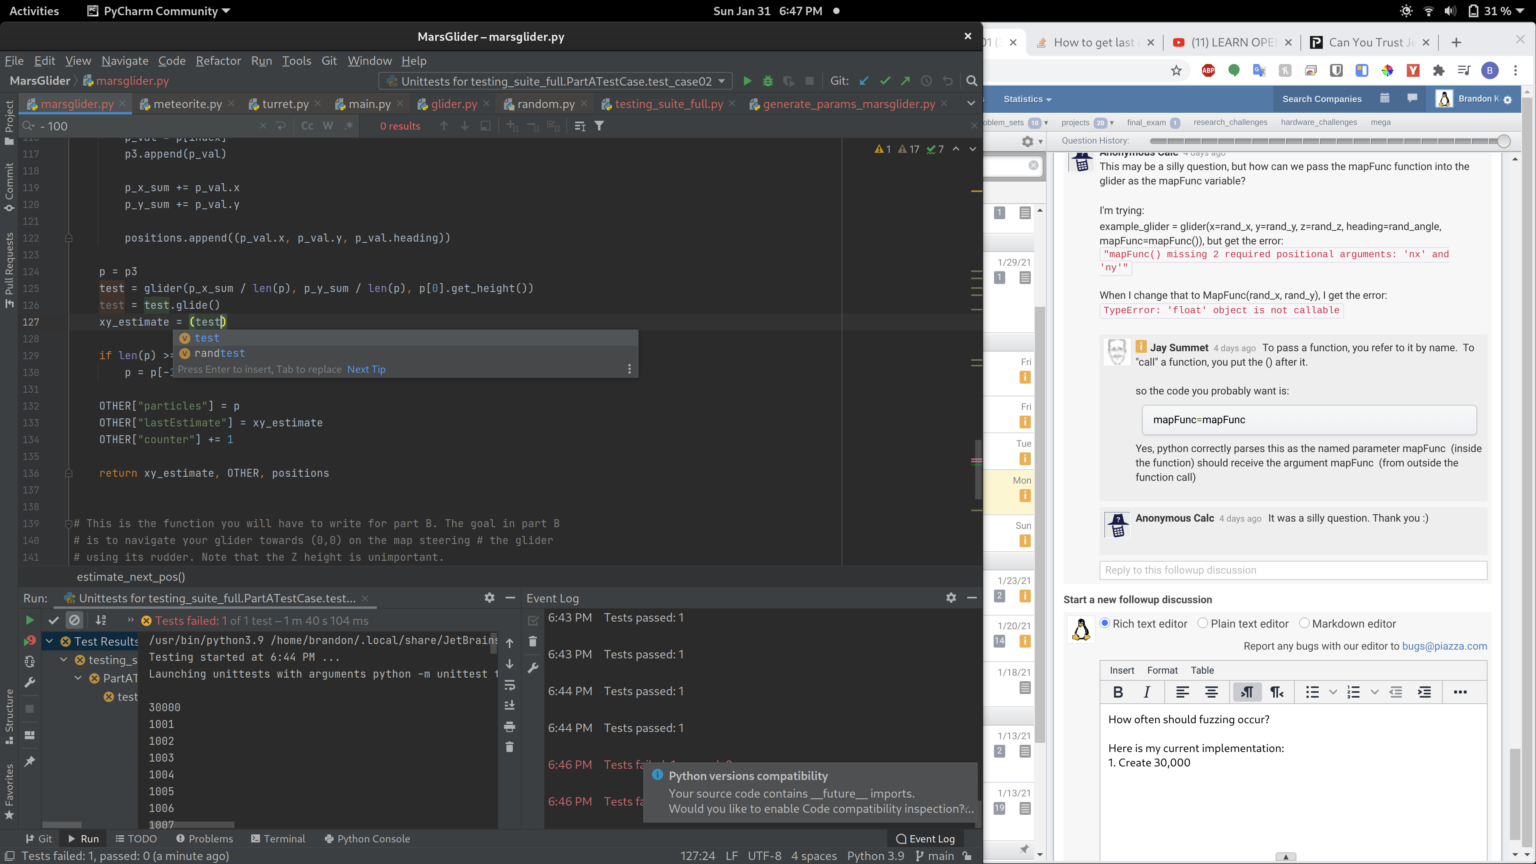 Activities
PyCharm Community
Sun Jan 31 6:47 PM
31 %
MarsGlider – marsglider.py
File Edit View Navigate Code Refactor Run Tools Git Window Help
MarsGlider
marsglider.py
Unittests for testing_suite_full.PartATestCase.test_case02
Git:
marsglider.py
meteorite.py
turret.py
main.py
glider.py
random.py
testing_suite_full.py
generate_params_marsglider.py
- 100
Cc W
0 results
1 17 7
117 p3.append(p_val)
118
119 p_x_sum += p_val.x
120 p_y_sum += p_val.y
121
122 positions.append((p_val.x, p_val.y, p_val.heading))
123
124 p = p3
125 test = glider(p_x_sum / len(p), p_y_sum / len(p), p[0].get_height())
126 test = test.glide()
127 xy_estimate = (test)
128
test
randtest
Press Enter to insert, Tab to replace Next Tip
129 if len(p) >
130 p = p[-
131
132 OTHER["particles"] = p
133 OTHER["lastEstimate"] = xy_estimate
134 OTHER["counter"] += 1
135
136 return xy_estimate, OTHER, positions
137
138
139 # This is the function you will have to write for part B. The goal in part B
140 # is to navigate your glider towards (0,0) on the map steering # the glider
141 # using its rudder. Note that the Z height is unimportant.
estimate_next_pos()
Project
Commit
Pull Requests
Structure
Favorites
Run:
Unittests for testing_suite_full.PartATestCase.test...
Tests failed: 1 of 1 test – 1 m 40 s 104 ms
Test Results
testing_s
PartAT
test
/usr/bin/python3.9 /home/brandon/.local/share/JetBrains
Testing started at 6:44 PM ...
Launching unittests with arguments python -m unittest t
30000
1001
1002
1003
1004
1005
1006
1007
Event Log
6:43 PM Tests passed: 1
6:43 PM Tests passed: 1
6:44 PM Tests passed: 1
6:44 PM Tests passed: 1
6:46 PM Tests
6:46 PM Tests
Python versions compatibility
Your source code contains __future__ imports.
Would you like to enable Code compatibility inspection?...
Git Run TODO Problems Terminal Python Console
Event Log
Tests failed: 1, passed: 0 (a minute ago)
127:24 LF UTF-8 4 spaces Python 3.9 main
How to get last
(11) LEARN OPE
Can You Trust J
ABP
B
Statistics
Search Companies
Brandon K
oblem_sets 16
projects 20
final_exam 1
research_challenges
hardware_challenges
mega
Question History:
1
1/29/21
1
Fri
Fri
Tue
Mon
Sun
1/23/21
2
1/20/21
14
1/18/21
1/13/21
2
1/13/21
19
Anonymous Calc 4 days ago
This may be a silly question, but how can we pass the mapFunc function into the
glider as the mapFunc variable?
I'm trying:
example_glider = glider(x=rand_x, y=rand_y, z=rand_z, heading=rand_angle,
mapFunc=mapFunc()), but get the error:
"mapFunc() missing 2 required positional arguments: 'nx' and
'ny'"
When I change that to MapFunc(rand_x, rand_y), I get the error:
TypeError: 'float' object is not callable
i Jay Summet 4 days ago To pass a function, you refer to it by name. To
"call" a function, you put the () after it.
so the code you probably want is:
mapFunc=mapFunc
Yes, python correctly parses this as the named parameter mapFunc (inside
the function) should receive the argument mapFunc (from outside the
function call)
Anonymous Calc 4 days ago It was a silly question. Thank you :)
Reply to this followup discussion
Start a new followup discussion
Rich text editor Plain text editor Markdown editor
Report any bugs with our editor to bugs@piazza.com
Insert Format Table
B I
How often should fuzzing occur?
Here is my current implementation:
1. Create 30,000